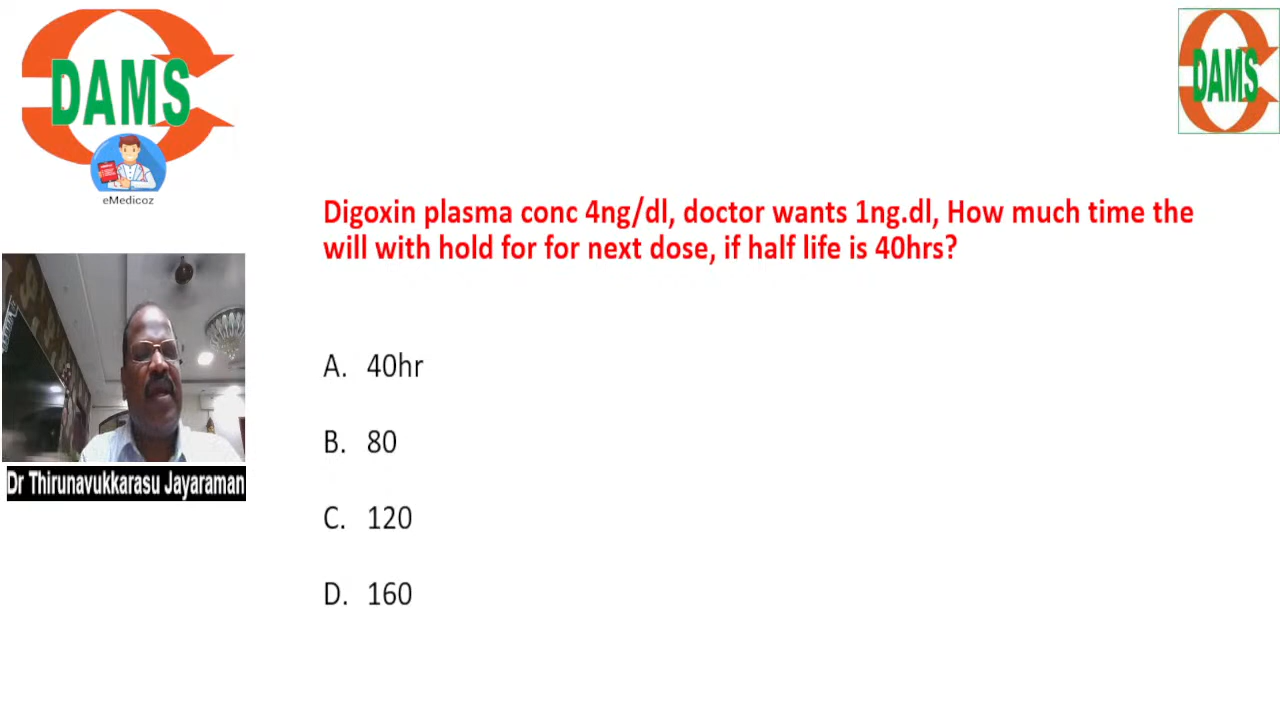 DAMS
eMedicoz
DAMS
Digoxin plasma conc 4ng/dl, doctor wants 1ng.dl, How much time the
will with hold for for next dose, if half life is 40hrs?
A. 40hr
B. 80
C. 120
D. 160
Dr Thirunavukkarasu Jayaraman